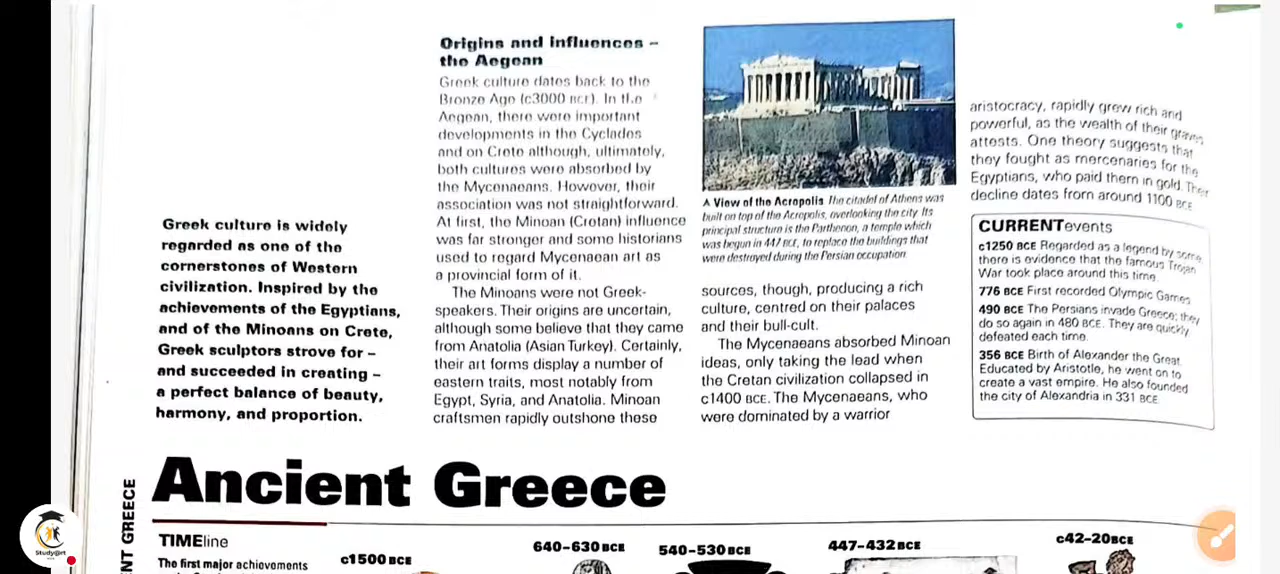 Greek culture is widely
regarded as one of the
cornerstones of Western
civilization. Inspired by the
achievements of the Egyptians,
and of the Minoans on Crete,
Greek sculptors strove for –
and succeeded in creating –
a perfect balance of beauty,
harmony, and proportion.
Origins and influences –
the Aegean
Greek culture dates back to the
Bronze Age (c3000 BCE). In the
Aegean, there were important
developments in the Cyclades
and on Crete although, ultimately,
both cultures were absorbed by
the Mycenaeans. However, their
association was not straightforward.
At first, the Minoan (Cretan) influence
was far stronger and some historians
used to regard Mycenaean art as
a provincial form of it.
The Minoans were not Greek-
speakers. Their origins are uncertain,
although some believe that they came
from Anatolia (Asian Turkey). Certainly,
their art forms display a number of
eastern traits, most notably from
Egypt, Syria, and Anatolia. Minoan
craftsmen rapidly outshone these
View of the Acropolis The citadel of Athens was
built on top of the Acropolis, overlooking the city. Its
principal structure is the Parthenon, a temple which
was begun in 447 BCE, to replace the buildings that
were destroyed during the Persian occupation.
sources, though, producing a rich
culture, centred on their palaces
and their bull-cult.
The Mycenaeans absorbed Minoan
ideas, only taking the lead when
the Cretan civilization collapsed in
c1400 BCE. The Mycenaeans, who
were dominated by a warrior
aristocracy, rapidly grew rich and
powerful, as the wealth of their graves
attests. One theory suggests that
they fought as mercenaries for the
Egyptians, who paid them in gold. Their
decline dates from around 1100 BCE
CURRENTevents
c1250 BCE Regarded as a legend by some,
there is evidence that the famous Trojan
War took place around this time.
776 BCE First recorded Olympic Games
490 BCE The Persians invade Greece; they
do so again in 480 BCE. They are quickly
defeated each time.
356 BCE Birth of Alexander the Great.
Educated by Aristotle, he went on to
create a vast empire. He also founded
the city of Alexandria in 331 BCE
Ancient Greece
NT GREECE
TIMEline
The first major achievements
c1500 BCE
640–630 BCE
540–530 BCE
447–432 BCE
c42–20 BCE
Study@rt